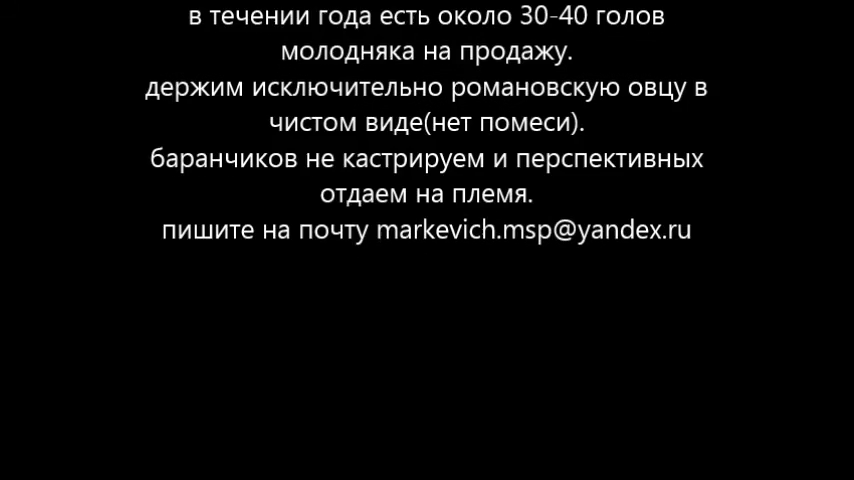 в течении года есть около 30-40 голов
молодняка на продажу.
держим исключительно романовскую овцу в
чистом виде(нет помеси).
баранчиков не кастрируем и перспективных
отдаем на племя.
пишите на почту markevich.msp@yandex.ru